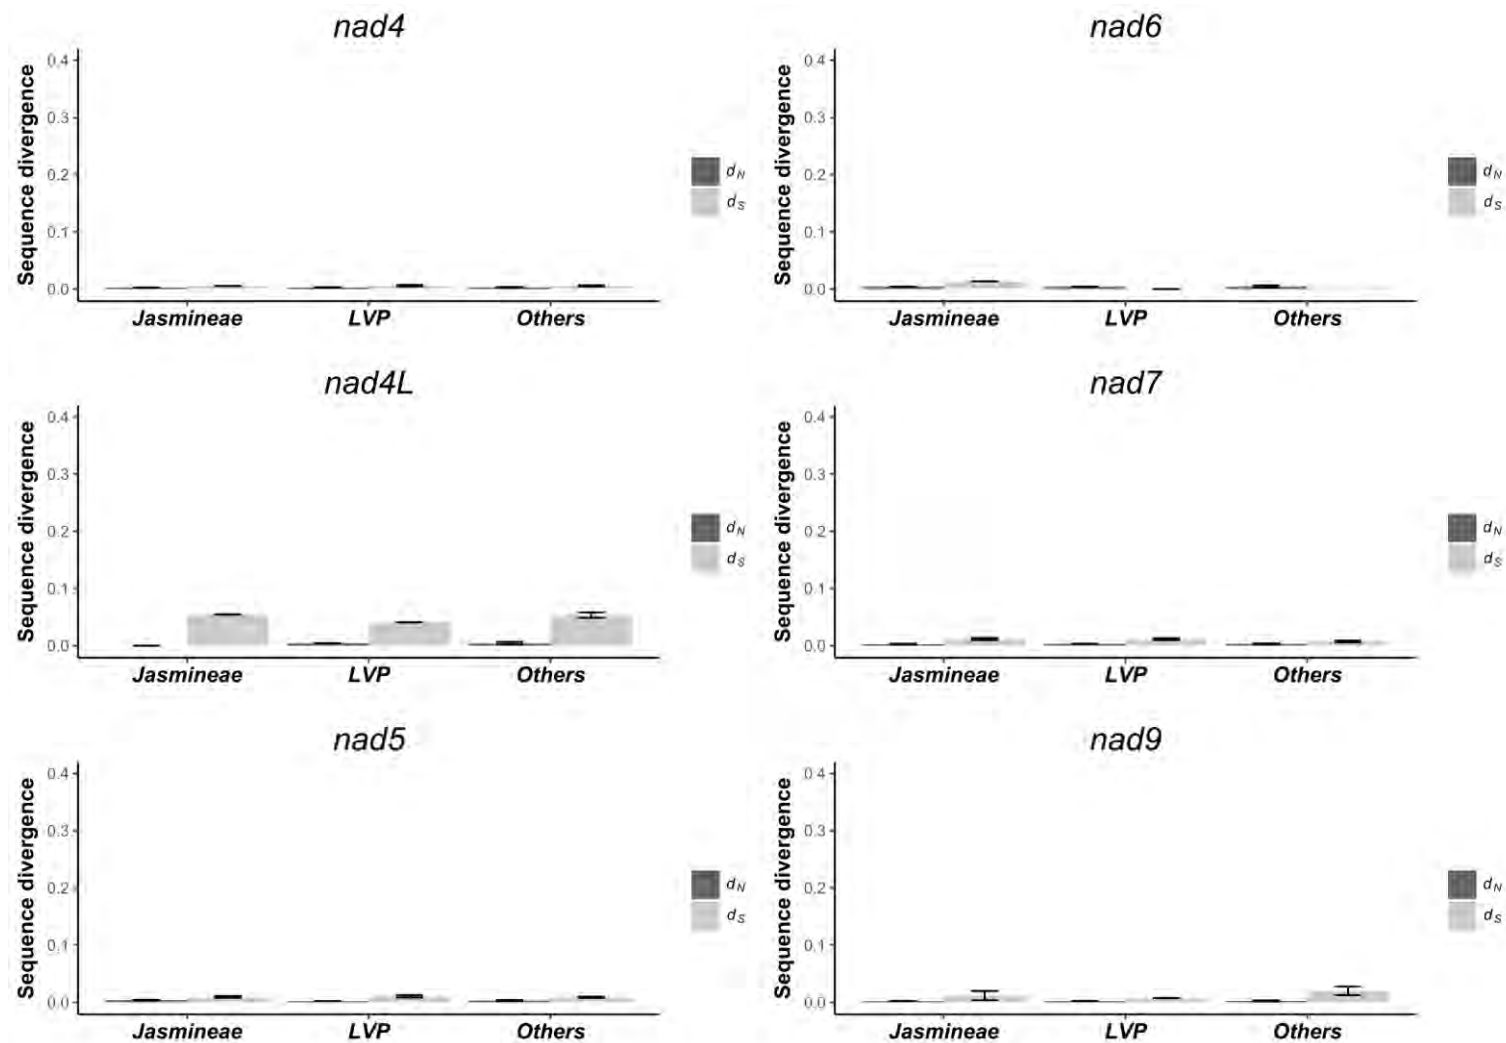 nad4
Sequence divergence
0.4
0.3
0.2
0.1
0.0
Jasmineae LVP Others
dN
dS
nad6
Sequence divergence
0.4
0.3
0.2
0.1
0.0
Jasmineae LVP Others
dN
dS
nad4L
Sequence divergence
0.4
0.3
0.2
0.1
0.0
Jasmineae LVP Others
dN
dS
nad7
Sequence divergence
0.4
0.3
0.2
0.1
0.0
Jasmineae LVP Others
dN
dS
nad5
Sequence divergence
0.4
0.3
0.2
0.1
0.0
Jasmineae LVP Others
dN
dS
nad9
Sequence divergence
0.4
0.3
0.2
0.1
0.0
Jasmineae LVP Others
dN
dS